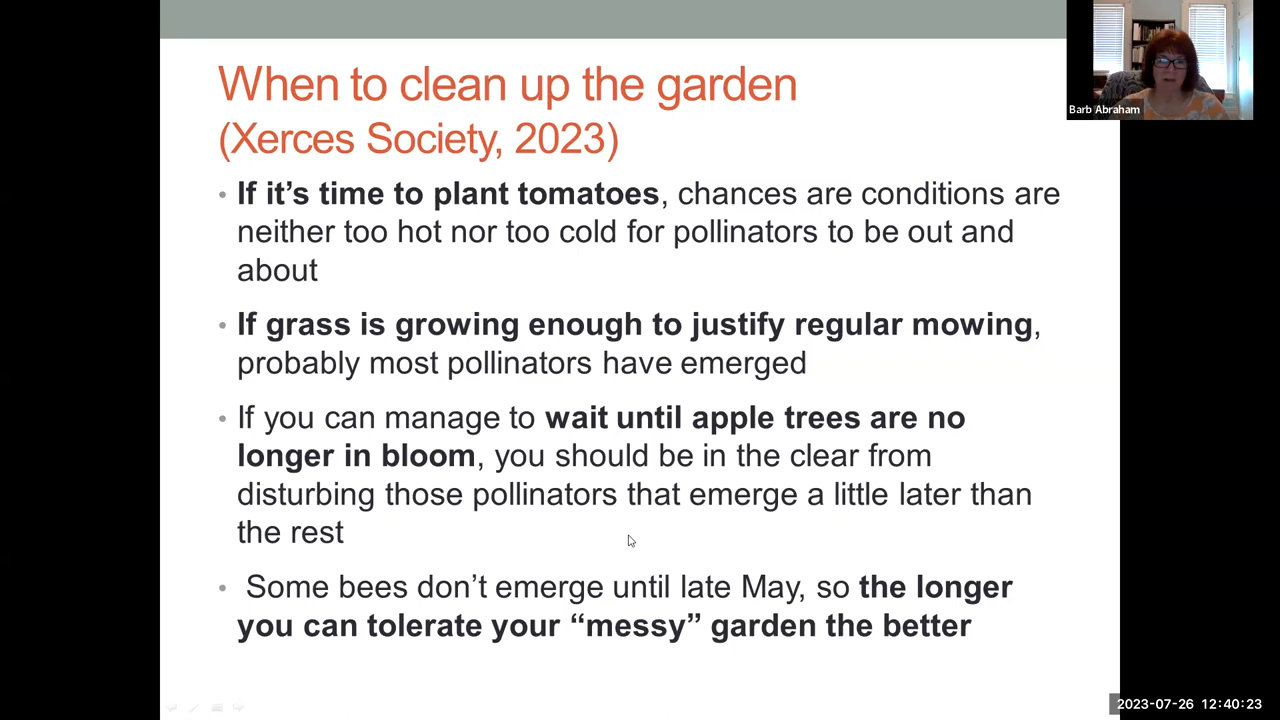 When to clean up the garden
(Xerces Society, 2023)
• If it’s time to plant tomatoes, chances are conditions are
neither too hot nor too cold for pollinators to be out and
about
• If grass is growing enough to justify regular mowing,
probably most pollinators have emerged
• If you can manage to wait until apple trees are no
longer in bloom, you should be in the clear from
disturbing those pollinators that emerge a little later than
the rest
• Some bees don’t emerge until late May, so the longer
you can tolerate your “messy” garden the better
Barb Abraham
2023-07-26 12:40:23